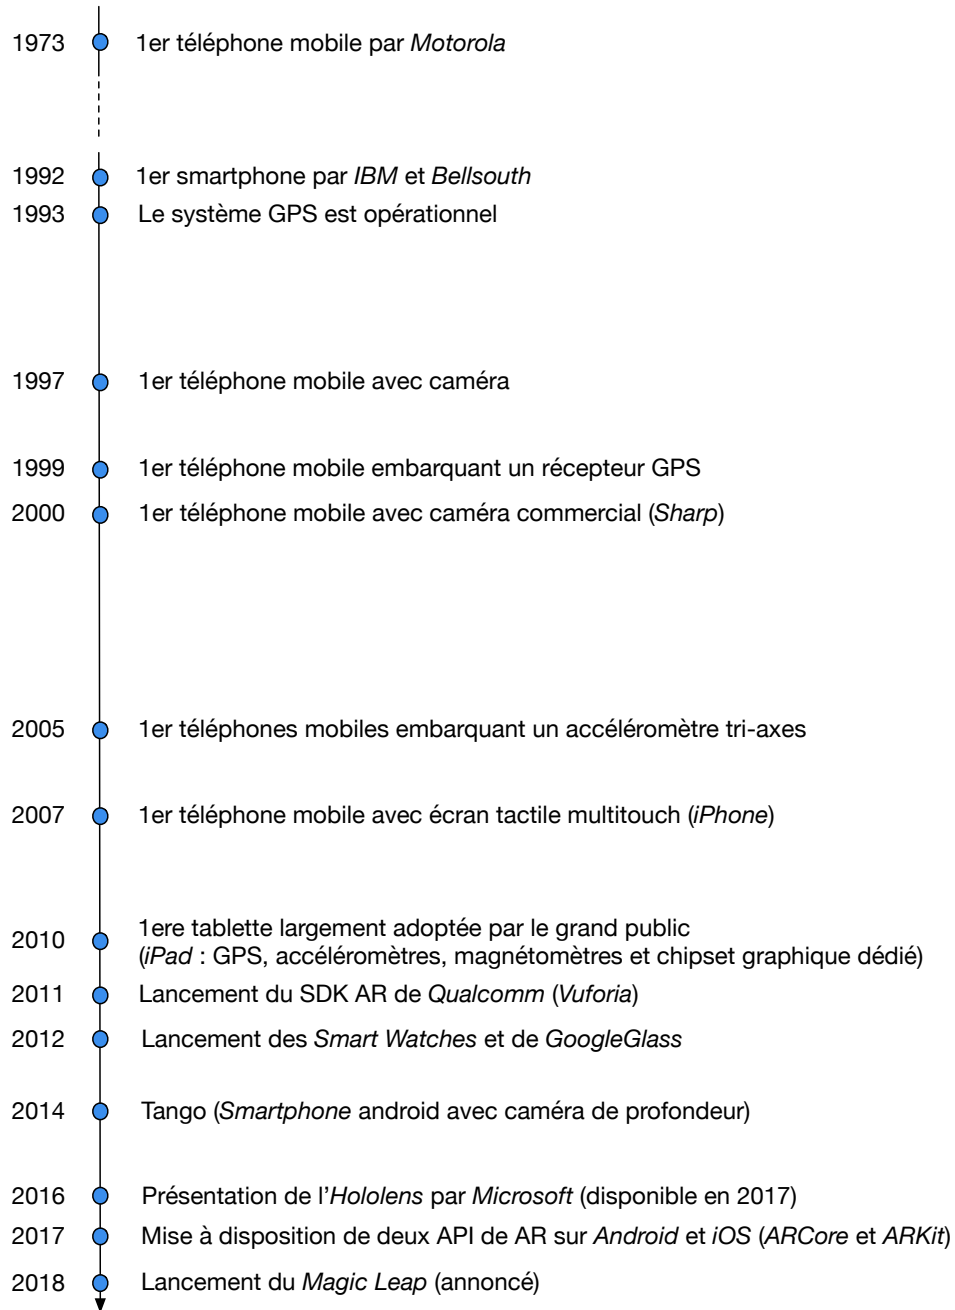 1973 1er téléphone mobile par Motorola
1992 1er smartphone par IBM et Bellsouth
1993 Le système GPS est opérationnel
1997 1er téléphone mobile avec caméra
1999 1er téléphone mobile embarquant un récepteur GPS
2000 1er téléphone mobile avec caméra commercial (Sharp)
2005 1er téléphones mobiles embarquant un accéléromètre tri-axes
2007 1er téléphone mobile avec écran tactile multitouch (iPhone)
2010 1ere tablette largement adoptée par le grand public
(iPad : GPS, accéléromètres, magnétomètres et chipset graphique dédié)
2011 Lancement du SDK AR de Qualcomm (Vuforia)
2012 Lancement des Smart Watches et de GoogleGlass
2014 Tango (Smartphone android avec caméra de profondeur)
2016 Présentation de l'Hololens par Microsoft (disponible en 2017)
2017 Mise à disposition de deux API de AR sur Android et iOS (ARCore et ARKit)
2018 Lancement du Magic Leap (annoncé)